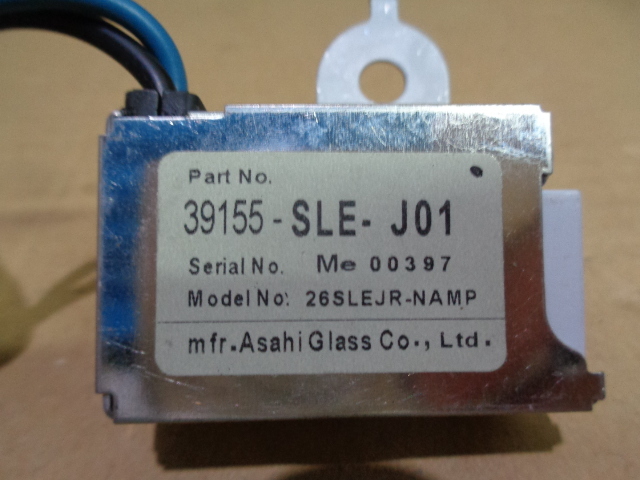 Part No.
39155-SLE- J01
Serial No. Me 00397
Model No: 26SLEJR-NAMP
mfr.Asahi Glass Co., Ltd.